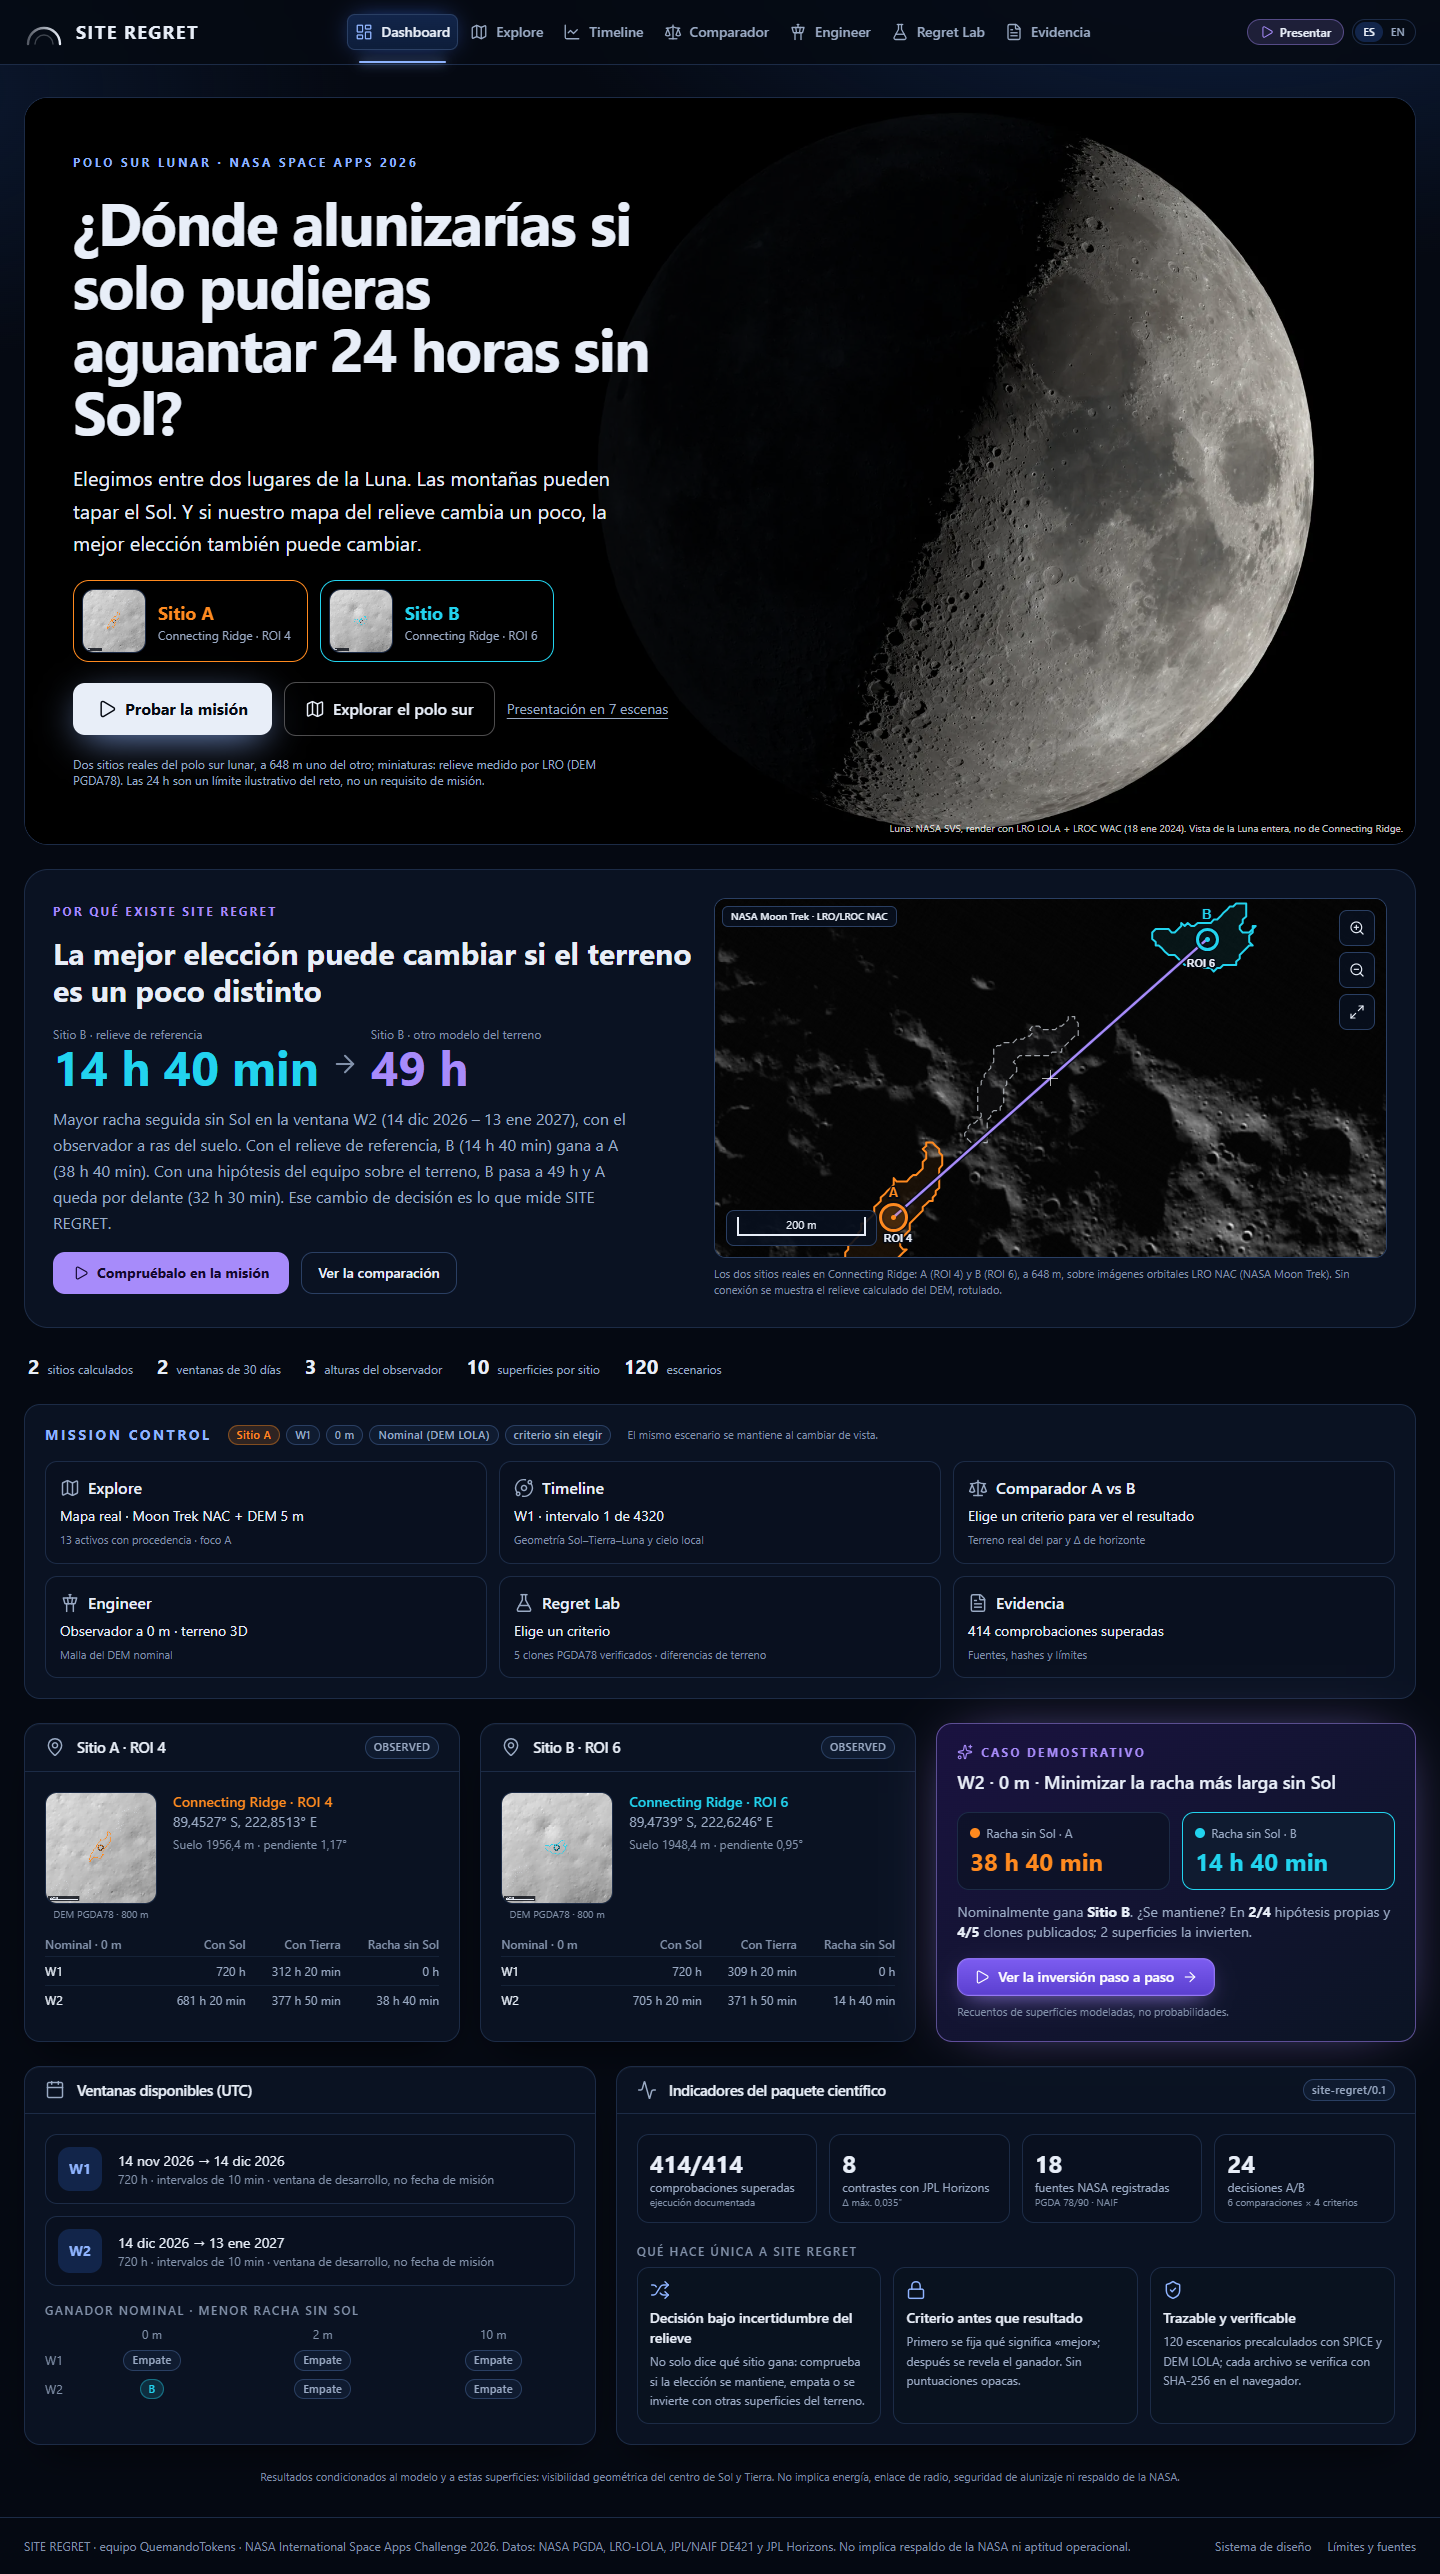 SITE REGRET
Dashboard
Explore
Timeline
Comparador
Engineer
Regret Lab
Evidencia
Presentar
ES
EN
POLO SUR LUNAR · NASA SPACE APPS 2026
¿Dónde alunizarías si
solo pudieras
aguantar 24 horas sin
Sol?
Elegimos entre dos lugares de la Luna. Las montañas pueden
tapar el Sol. Y si nuestro mapa del relieve cambia un poco, la
mejor elección también puede cambiar.
Sitio A
Connecting Ridge · ROI 4
Sitio B
Connecting Ridge · ROI 6
Probar la misión
Explorar el polo sur
Presentación en 7 escenas
Dos sitios reales del polo sur lunar, a 648 m uno del otro; miniaturas: relieve medido por LRO (DEM
PGDA78). Las 24 h son un límite ilustrativo del reto, no un requisito de misión.
Luna: NASA SVS, render con LRO LOLA + LROC WAC (18 ene 2024). Vista de la Luna entera, no de Connecting Ridge.
POR QUÉ EXISTE SITE REGRET
La mejor elección puede cambiar si el terreno
es un poco distinto
Sitio B · relieve de referencia
14 h 40 min
Sitio B · otro modelo del terreno
49 h
Mayor racha seguida sin Sol en la ventana W2 (14 dic 2026 – 13 ene 2027), con el
observador a ras del suelo. Con el relieve de referencia, B (14 h 40 min) gana a A
(38 h 40 min). Con una hipótesis del equipo sobre el terreno, B pasa a 49 h y A
queda por delante (32 h 30 min). Ese cambio de decisión es lo que mide SITE
REGRET.
Compruébalo en la misión
Ver la comparación
NASA Moon Trek · LRO/LROC NAC
B
ROI 6
A
ROI 4
200 m
Los dos sitios reales en Connecting Ridge: A (ROI 4) y B (ROI 6), a 648 m, sobre imágenes orbitales LRO NAC (NASA Moon Trek). Sin
conexión se muestra el relieve calculado del DEM, rotulado.
2 sitios calculados
2 ventanas de 30 días
3 alturas del observador
10 superficies por sitio
120 escenarios
MISSION CONTROL
Sitio A
W1
0 m
Nominal (DEM LOLA)
criterio sin elegir
El mismo escenario se mantiene al cambiar de vista.
Explore
Mapa real · Moon Trek NAC + DEM 5 m
13 activos con procedencia · foco A
Timeline
W1 · intervalo 1 de 4320
Geometría Sol–Tierra–Luna y cielo local
Comparador A vs B
Elige un criterio para ver el resultado
Terreno real del par y Δ de horizonte
Engineer
Observador a 0 m · terreno 3D
Malla del DEM nominal
Regret Lab
Elige un criterio
5 clones PGDA78 verificados · diferencias de terreno
Evidencia
414 comprobaciones superadas
Fuentes, hashes y límites
Sitio A · ROI 4
OBSERVED
Connecting Ridge · ROI 4
89,4527° S, 222,8513° E
Suelo 1956,4 m · pendiente 1,17°
DEM PGDA78 · 800 m
Nominal · 0 m Con Sol Con Tierra Racha sin Sol
W1 720 h 312 h 20 min 0 h
W2 681 h 20 min 377 h 50 min 38 h 40 min
Sitio B · ROI 6
OBSERVED
Connecting Ridge · ROI 6
89,4739° S, 222,6246° E
Suelo 1948,4 m · pendiente 0,95°
DEM PGDA78 · 800 m
Nominal · 0 m Con Sol Con Tierra Racha sin Sol
W1 720 h 309 h 20 min 0 h
W2 705 h 20 min 371 h 50 min 14 h 40 min
CASO DEMOSTRATIVO
W2 · 0 m · Minimizar la racha más larga sin Sol
Racha sin Sol · A
38 h 40 min
Racha sin Sol · B
14 h 40 min
Nominalmente gana Sitio B. ¿Se mantiene? En 2/4 hipótesis propias y
4/5 clones publicados; 2 superficies la invierten.
Ver la inversión paso a paso
Recuentos de superficies modeladas, no probabilidades.
Ventanas disponibles (UTC)
W1
14 nov 2026 → 14 dic 2026
720 h · intervalos de 10 min · ventana de desarrollo, no fecha de misión
W2
14 dic 2026 → 13 ene 2027
720 h · intervalos de 10 min · ventana de desarrollo, no fecha de misión
GANADOR NOMINAL · MENOR RACHA SIN SOL
0 m 2 m 10 m
W1 Empate Empate Empate
W2 B Empate Empate
Indicadores del paquete científico
site-regret/0.1
414/414
comprobaciones superadas
ejecución documentada
8
contrastes con JPL Horizons
Δ máx. 0,035°
18
fuentes NASA registradas
PGDA 78/90 · NAIF
24
decisiones A/B
6 comparaciones × 4 criterios
QUÉ HACE ÚNICA A SITE REGRET
Decisión bajo incertidumbre del
relieve
No solo dice qué sitio gana: comprueba
si la elección se mantiene, empata o se
invierte con otras superficies del terreno.
Criterio antes que resultado
Primero se fija qué significa «mejor»;
después se revela el ganador. Sin
puntuaciones opacas.
Trazable y verificable
120 escenarios precalculados con SPICE y
DEM LOLA; cada archivo se verifica con
SHA-256 en el navegador.
Resultados condicionados al modelo y a estas superficies: visibilidad geométrica del centro de Sol y Tierra. No implica energía, enlace de radio, seguridad de alunizaje ni respaldo de la NASA.
SITE REGRET · equipo QuemandoTokens · NASA International Space Apps Challenge 2026. Datos: NASA PGDA, LRO-LOLA, JPL/NAIF DE421 y JPL Horizons. No implica respaldo de la NASA ni aptitud operacional.
Sistema de diseño
Límites y fuentes